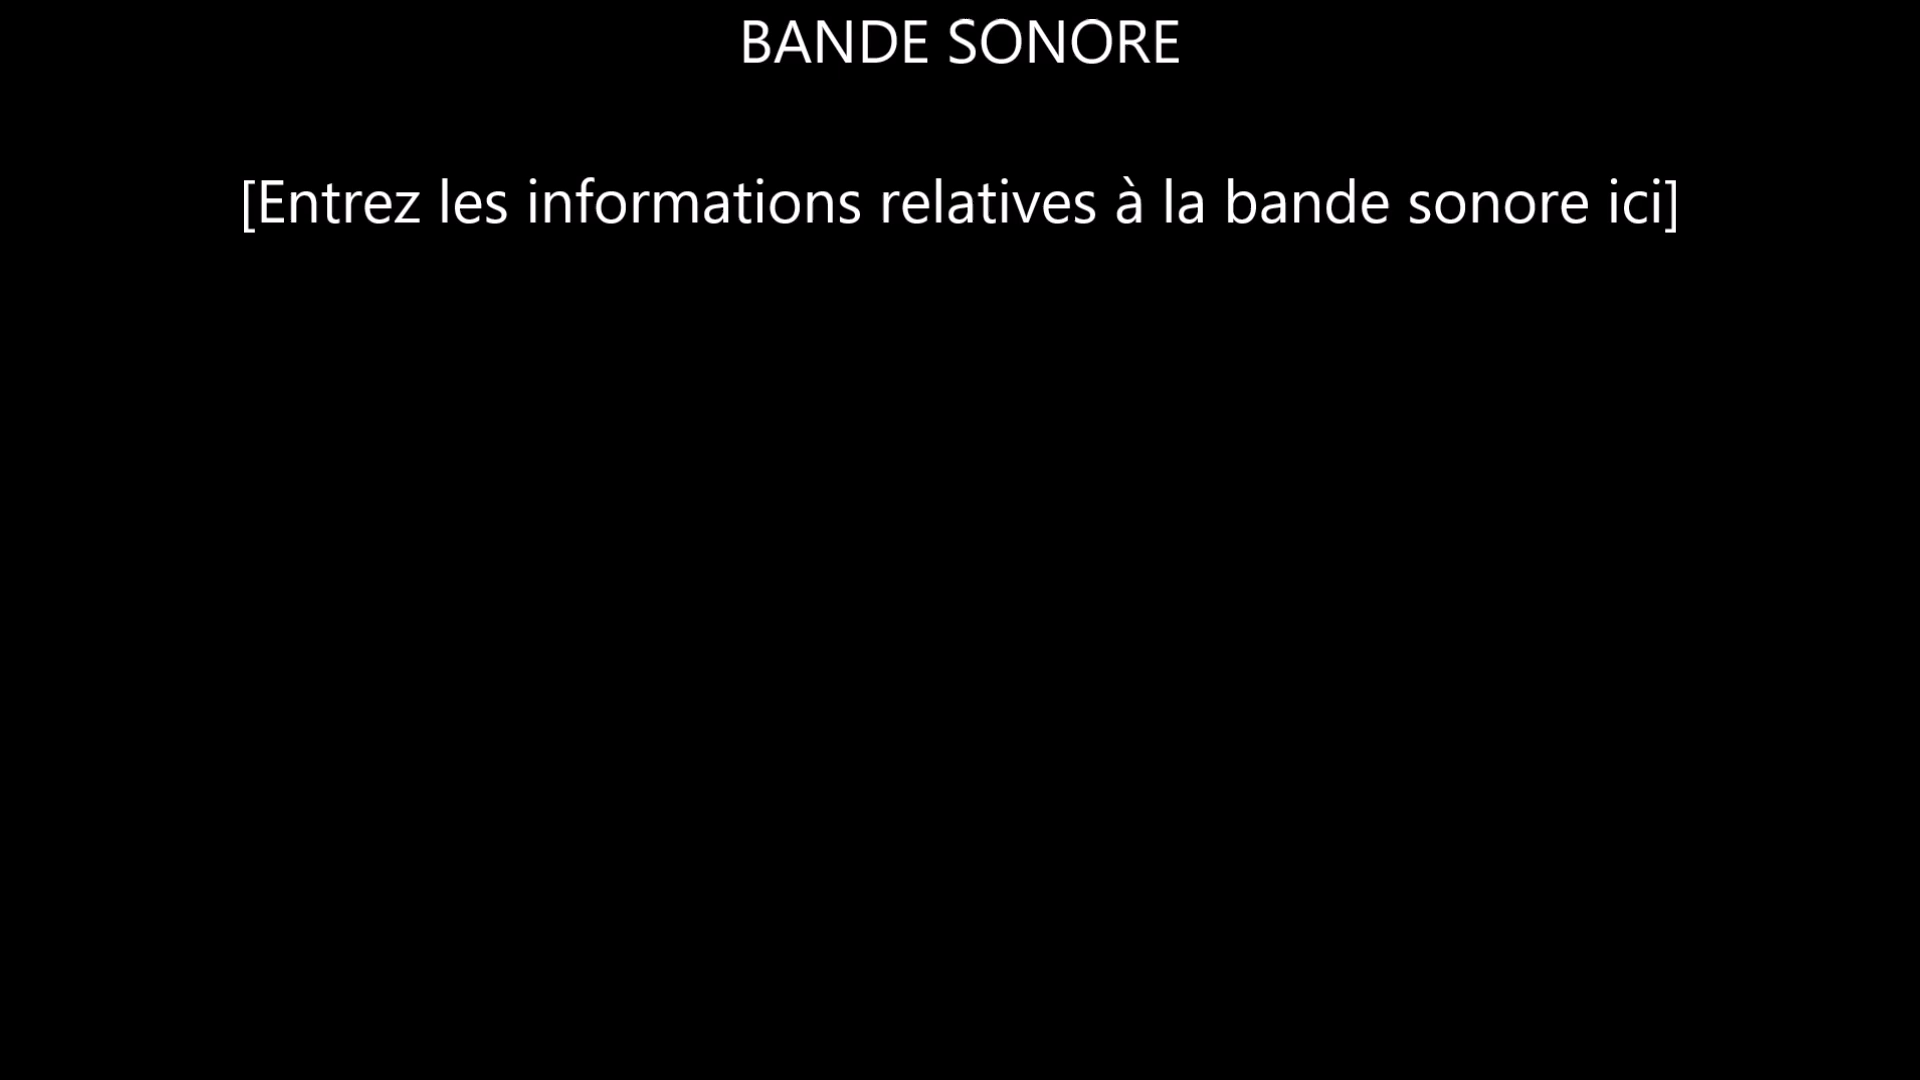 BANDE SONORE
[Entrez les informations relatives à la bande sonore ici]